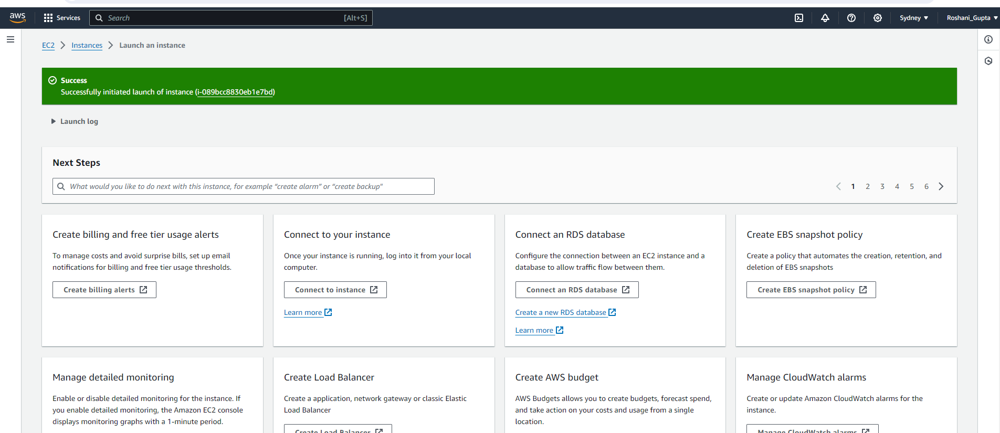 aws
Services
Search
[Alt+S]
Sydney
Roshani_Gupta
EC2
Instances
Launch an instance
Success
Successfully initiated launch of instance (i-089bcc8830eb1e7bd)
Launch log
Next Steps
What would you like to do next with this instance, for example “create alarm” or “create backup”
1 2 3 4 5 6
Create billing and free tier usage alerts
To manage costs and avoid surprise bills, set up email
notifications for billing and free tier usage thresholds.
Create billing alerts
Connect to your instance
Once your instance is running, log into it from your local
computer.
Connect to instance
Learn more
Connect an RDS database
Configure the connection between an EC2 instance and a
database to allow traffic flow between them.
Connect an RDS database
Create a new RDS database
Learn more
Create EBS snapshot policy
Create a policy that automates the creation, retention, and
deletion of EBS snapshots
Create EBS snapshot policy
Manage detailed monitoring
Enable or disable detailed monitoring for the instance. If
you enable detailed monitoring, the Amazon EC2 console
displays monitoring graphs with a 1-minute period.
Create Load Balancer
Create a application, network gateway or classic Elastic
Load Balancer
Create Load Balancer
Create AWS budget
AWS Budgets allows you to create budgets, forecast spend,
and take action on your costs and usage from a single
location.
Manage CloudWatch alarms
Create or update Amazon CloudWatch alarms for the
instance.
Manage CloudWatch alarms